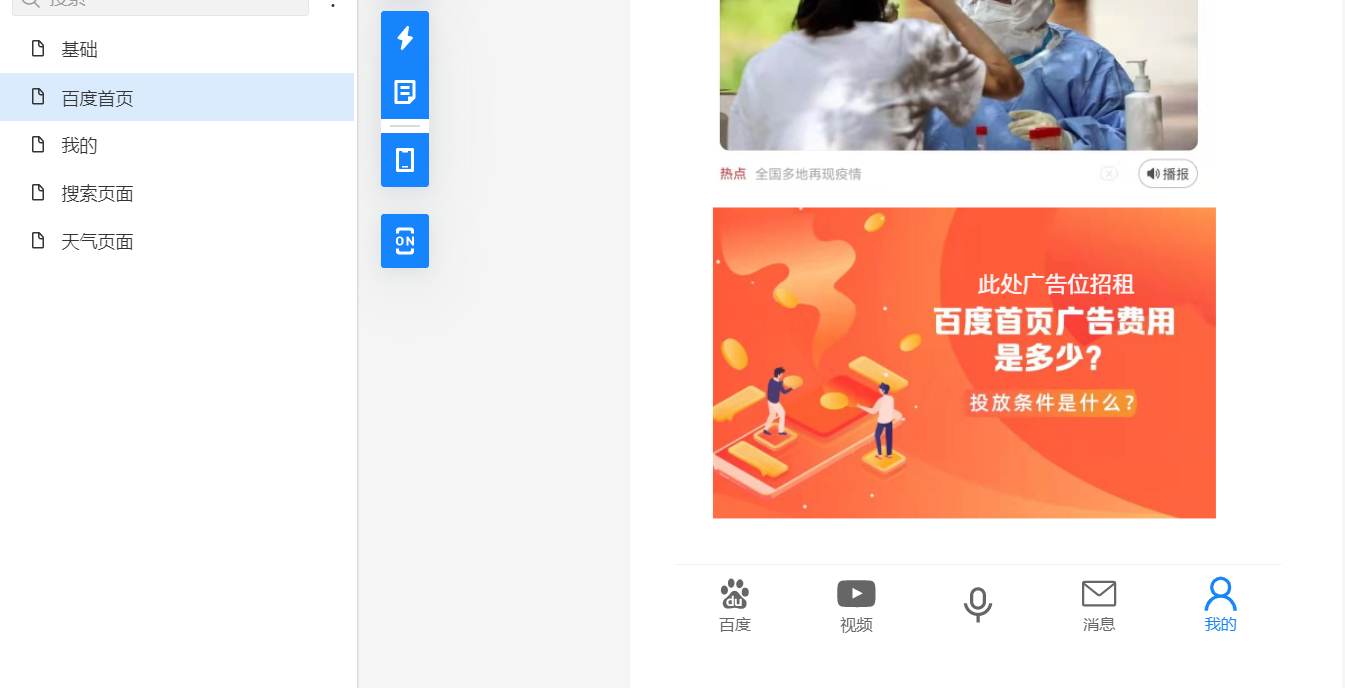 搜索
基础
百度首页
我的
搜索页面
天气页面
ON
热点 全国多地再现疫情
播报
此处广告位招租
百度首页广告费用
是多少?
投放条件是什么?
du
百度
视频
消息
我的